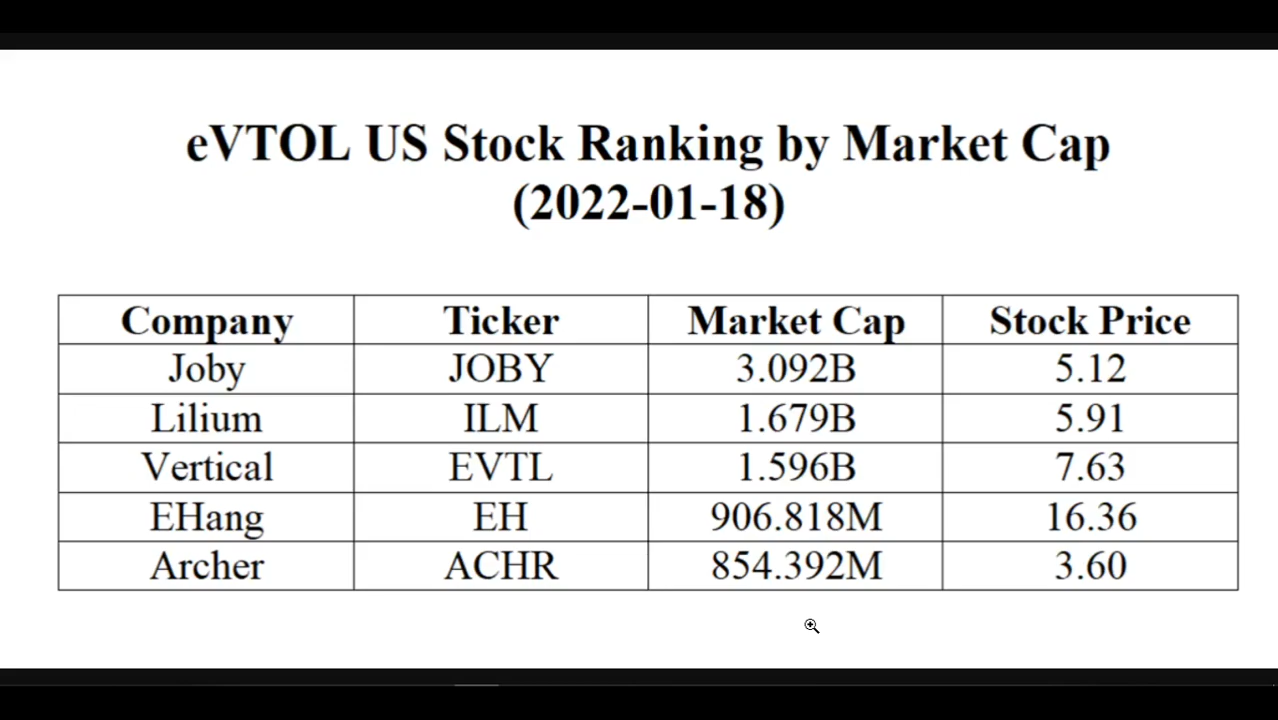 eVTOL US Stock Ranking by Market Cap
(2022-01-18)
Company Ticker Market Cap Stock Price
Joby JOBY 3.092B 5.12
Lilium ILM 1.679B 5.91
Vertical EVTL 1.596B 7.63
EHang EH 906.818M 16.36
Archer ACHR 854.392M 3.60